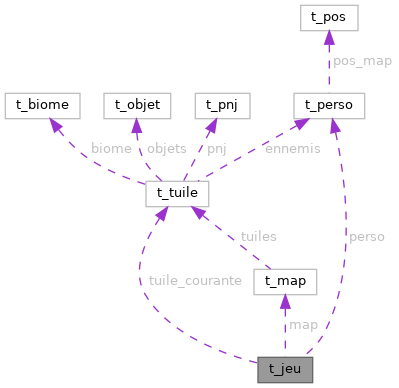 t_pos
pos_map
t_biome
t_objet
t_pnj
t_perso
biome
objets
pnj
ennemis
t_tuile
tuiles
perso
tuile_courante
t_map
map
t_jeu